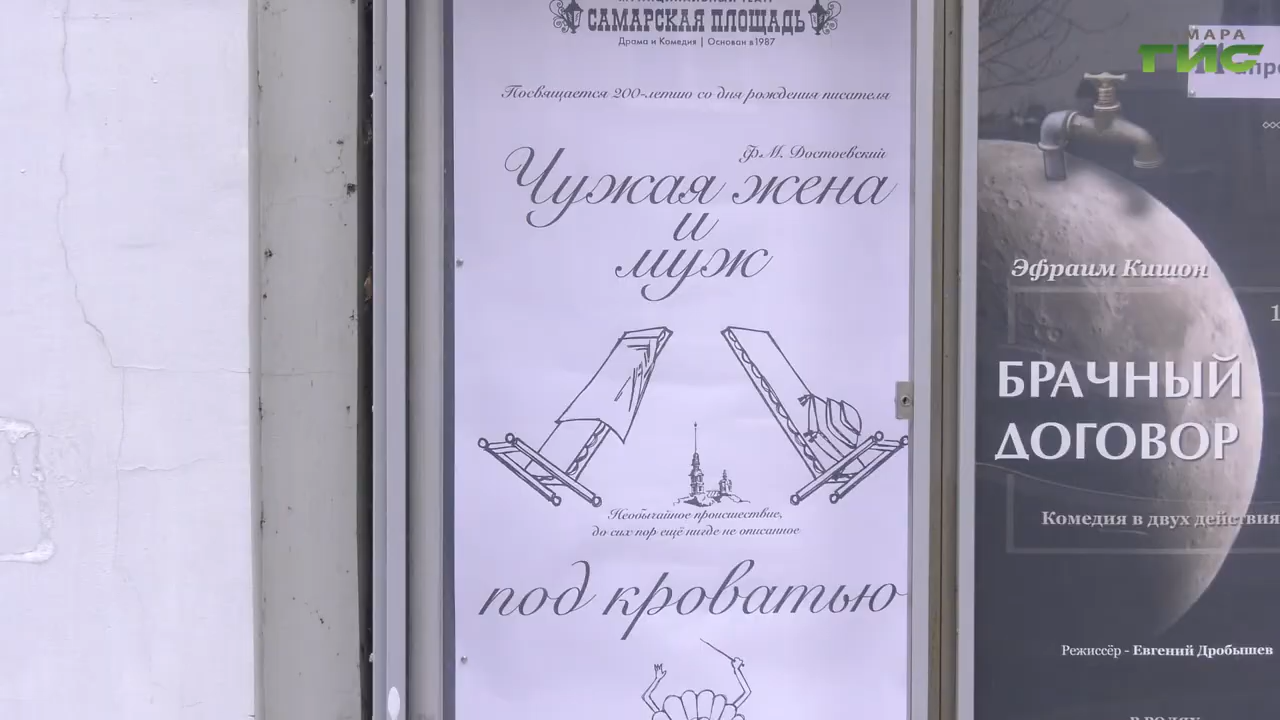 САМАРСКАЯ ПЛОЩАДЬ
Драма и Комедия | Основан в 1987
Посвящается 200-летию со дня рождения писателя
Ф.М. Достоевский
Чужая жена
и
муж
Необычайное происшествие,
до сих пор ещё нигде не описанное
под кроватью
САМАРА
ГИС
Эфраим Кишон
БРАЧНЫЙ
ДОГОВОР
Комедия в двух действия
Режиссёр - Евгений Дробышев